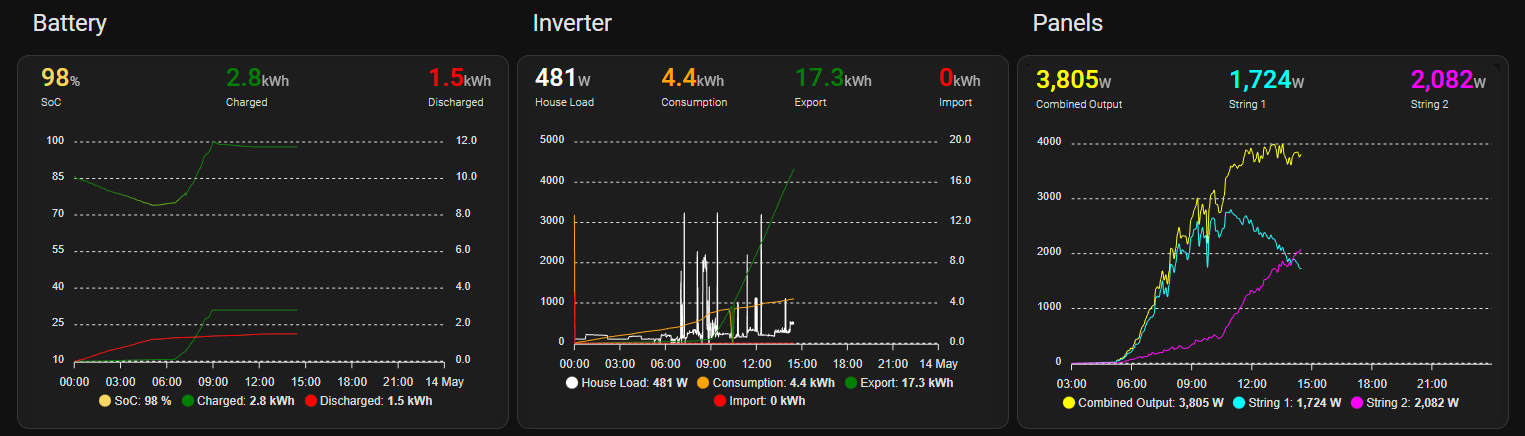 Battery
Inverter
Panels
98% 2.8kWh 1.5kWh
SoC Charged Discharged
100 12.0
85 10.0
70 8.0
55 6.0
40 4.0
25 2.0
10 0.0
00:00 03:00 06:00 09:00 12:00 15:00 18:00 21:00 14 May
SoC: 98 % Charged: 2.8 kWh Discharged: 1.5 kWh
481W 4.4kWh 17.3kWh 0kWh
House Load Consumption Export Import
5000 20.0
4000 16.0
3000 12.0
2000 8.0
1000 4.0
0 0.0
00:00 03:00 06:00 09:00 12:00 15:00 18:00 21:00 14 May
House Load: 481 W Consumption: 4.4 kWh Export: 17.3 kWh
Import: 0 kWh
3,805W 1,724W 2,082W
Combined Output String 1 String 2
4000
3000
2000
1000
0
03:00 06:00 09:00 12:00 15:00 18:00 21:00
Combined Output: 3,805 W String 1: 1,724 W String 2: 2,082 W